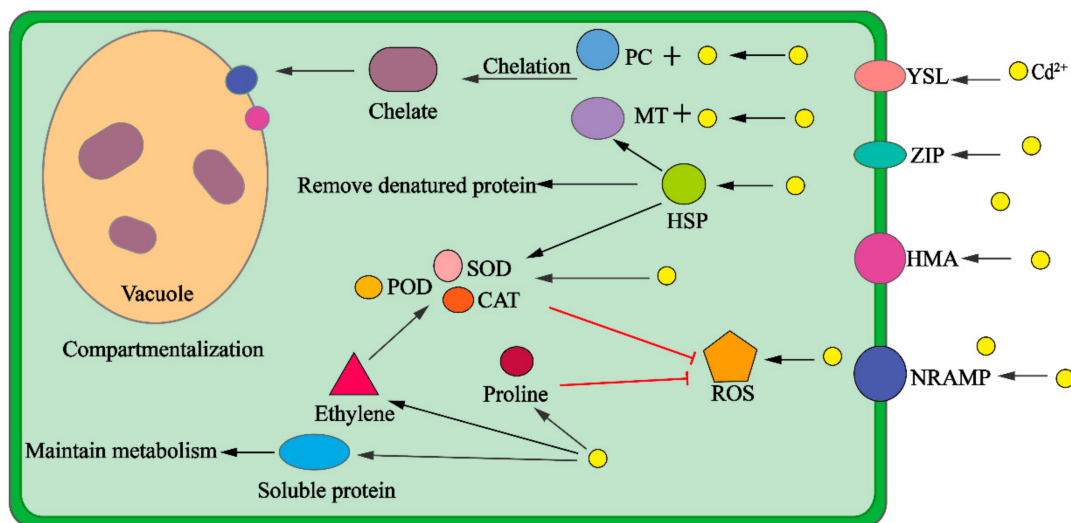 PC +
YSL
Cd²⁺
Chelation
Chelate
MT +
ZIP
Remove denatured protein
HSP
HMA
SOD
POD
CAT
Vacuole
Compartmentalization
Proline
ROS
NRAMP
Ethylene
Maintain metabolism
Soluble protein